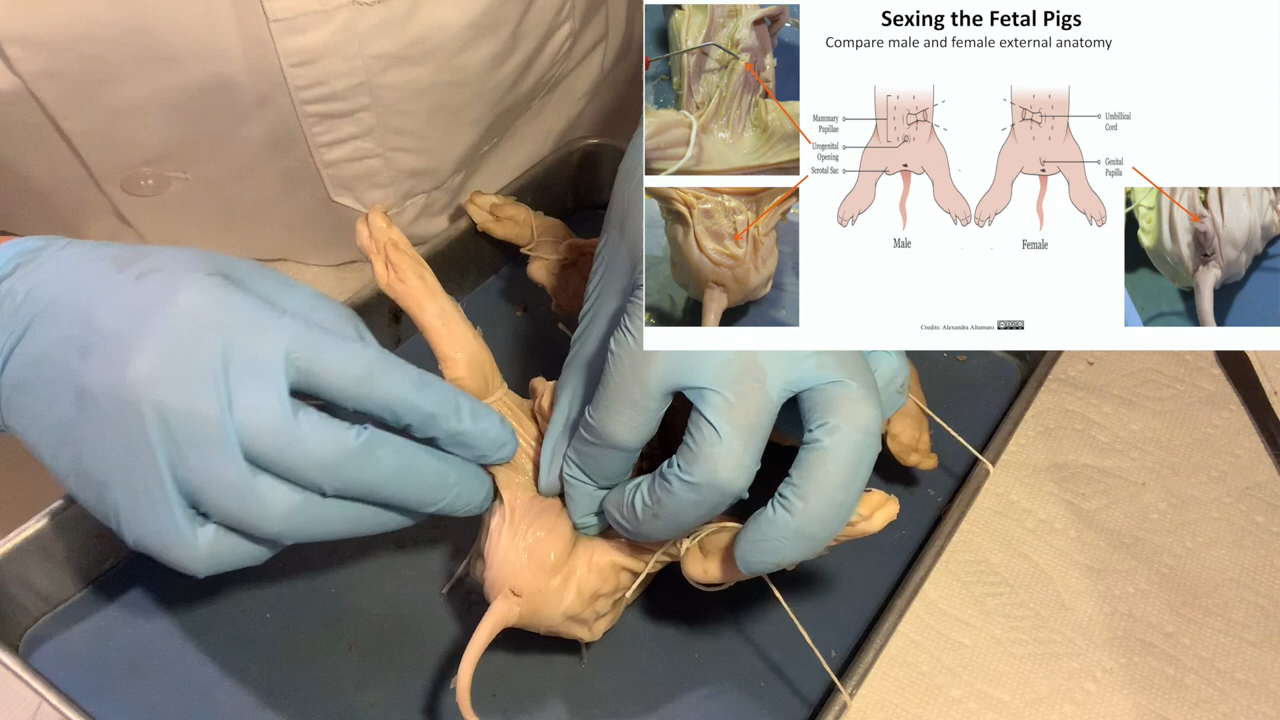 Sexing the Fetal Pigs
Compare male and female external anatomy
Mammary
Papillae
Urogenital
Opening
Scrotal Sac
Male
Umbillical
Cord
Genital
Papilla
Female
Credits: Alexandra Altamuro